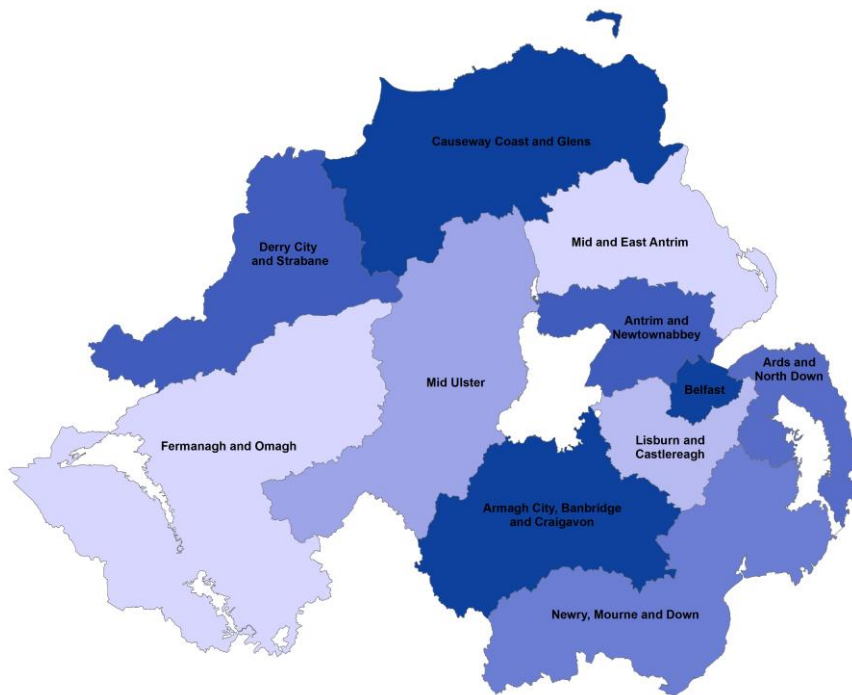 Causeway Coast and Glens
Derry City
and Strabane
Mid and East Antrim
Antrim and
Newtownabbey
Ards and
North Down
Mid Ulster
Belfast
Fermanagh and Omagh
Lisburn and
Castlereagh
Armagh City, Banbridge
and Craigavon
Newry, Mourne and Down